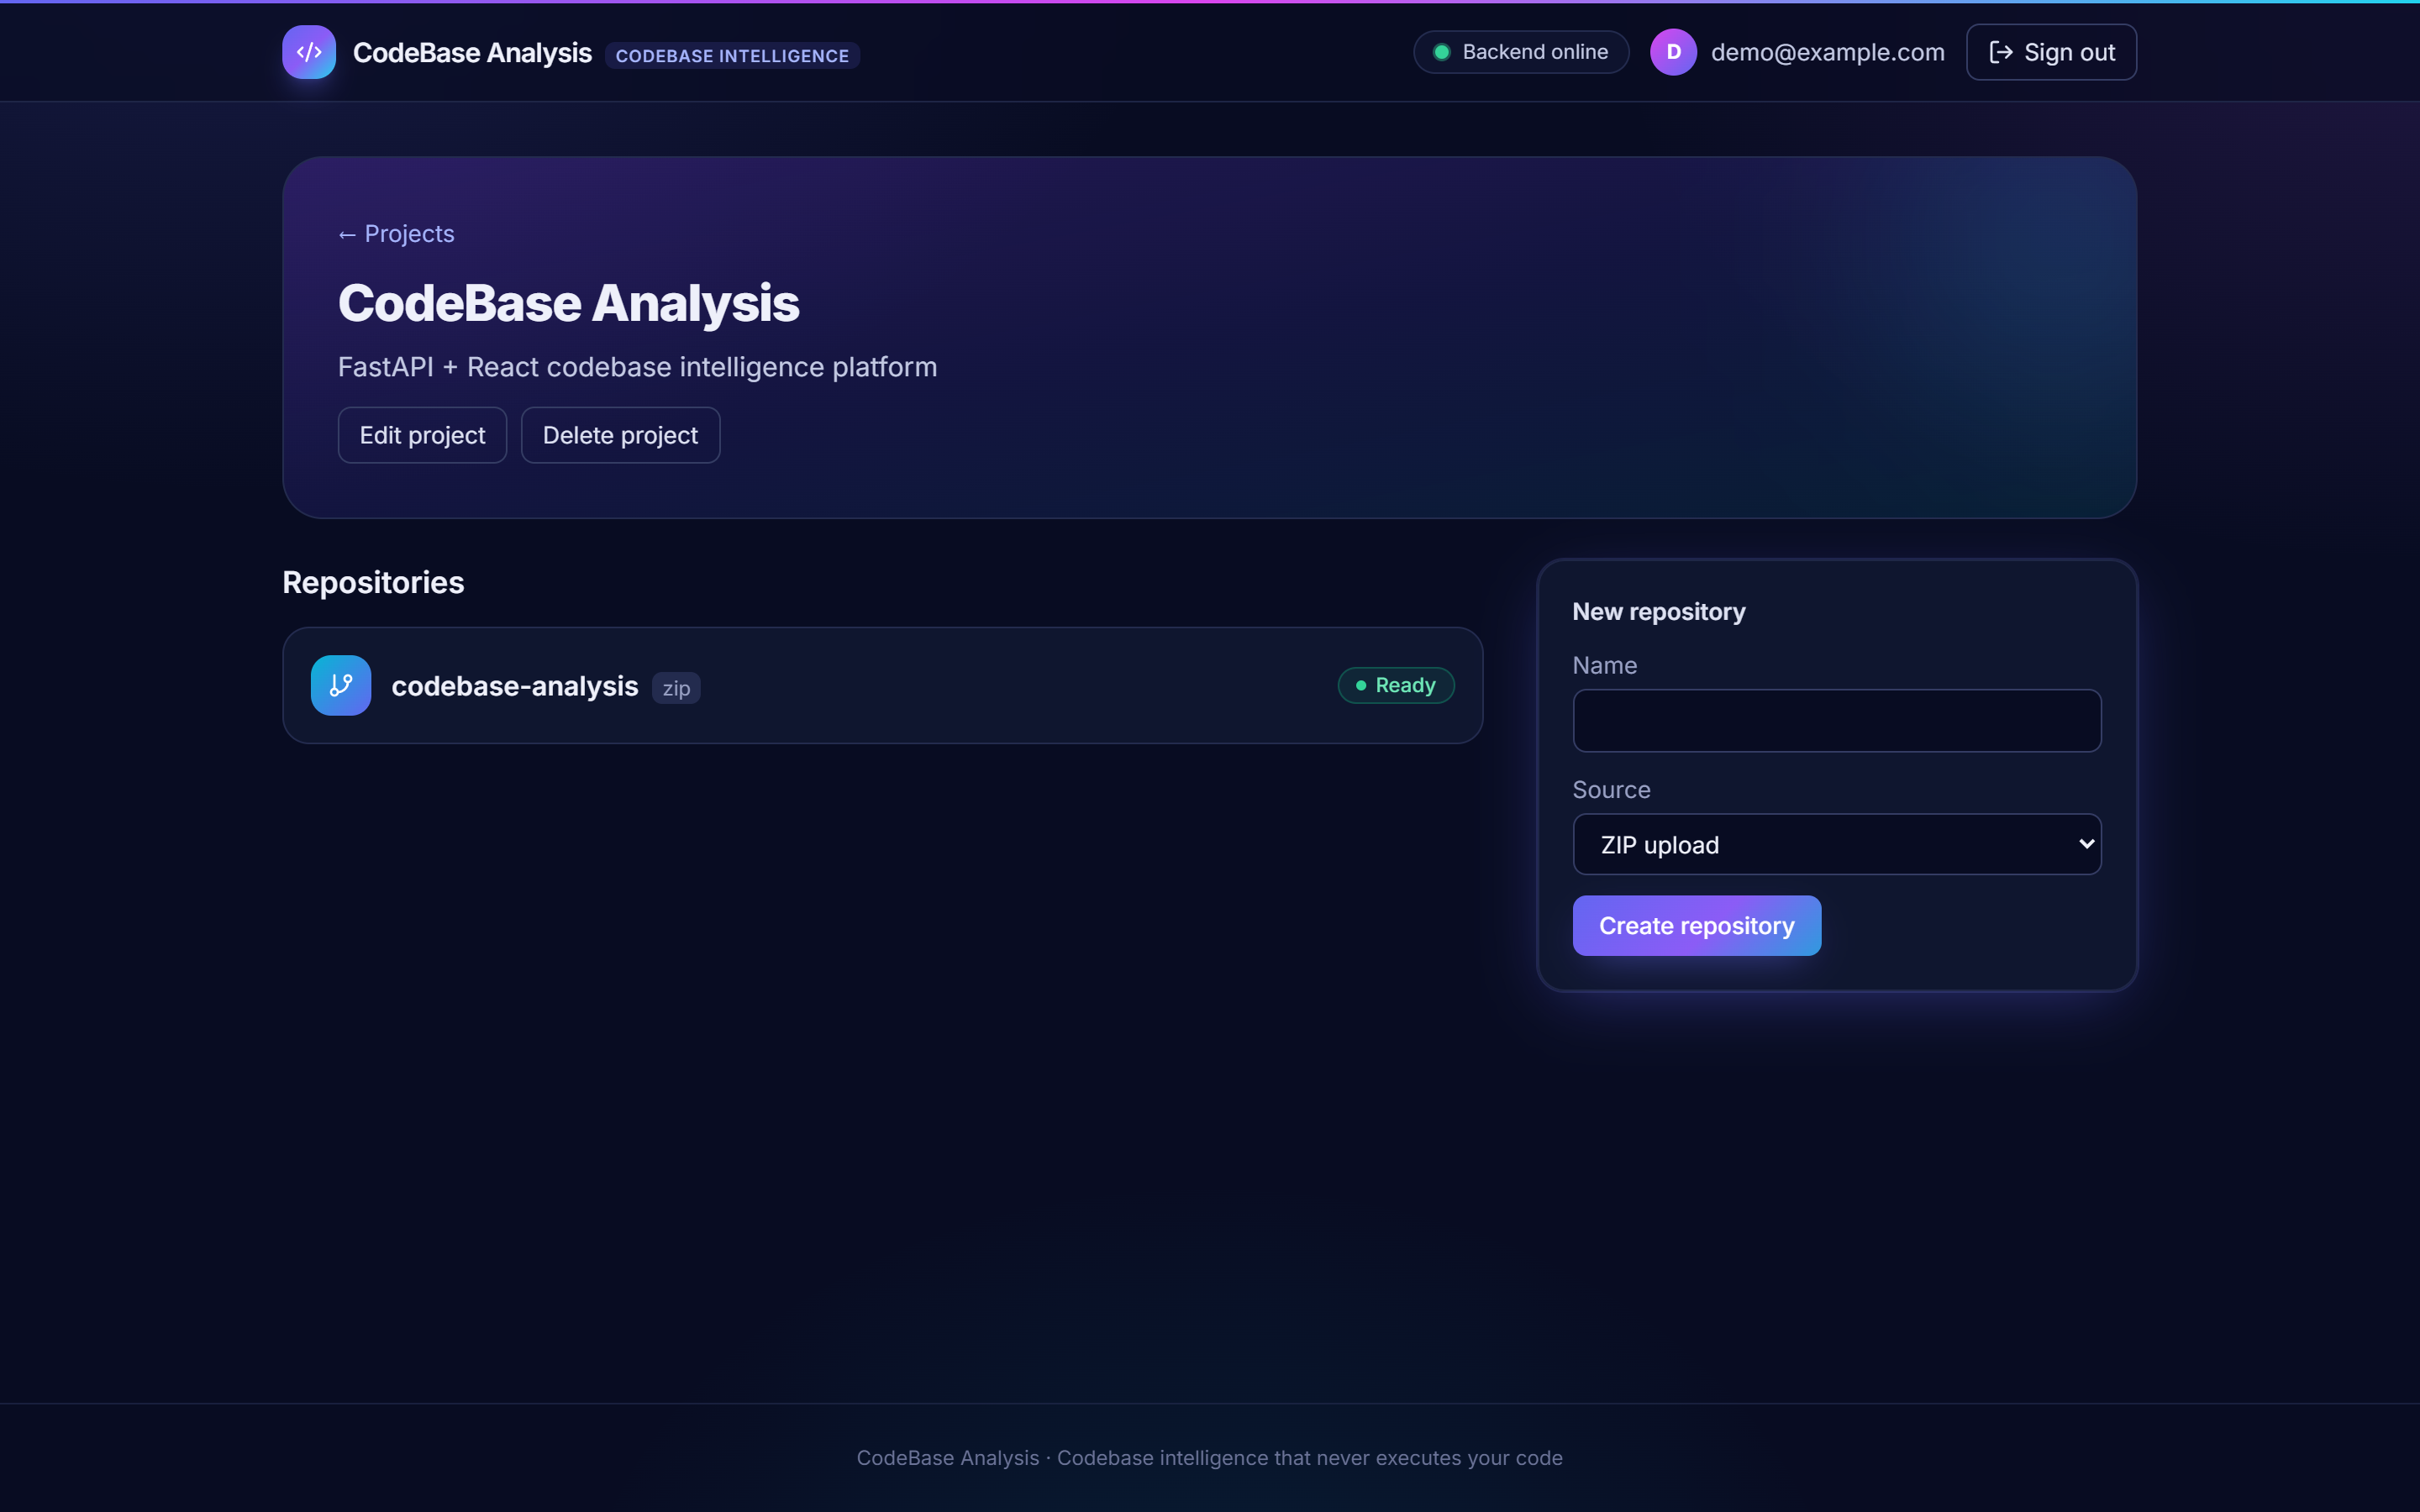 CodeBase Analysis CODEBASE INTELLIGENCE
Backend online
D demo@example.com
Sign out
← Projects
CodeBase Analysis
FastAPI + React codebase intelligence platform
Edit project
Delete project
Repositories
codebase-analysis zip
Ready
New repository
Name
Source
ZIP upload
Create repository
CodeBase Analysis · Codebase intelligence that never executes your code